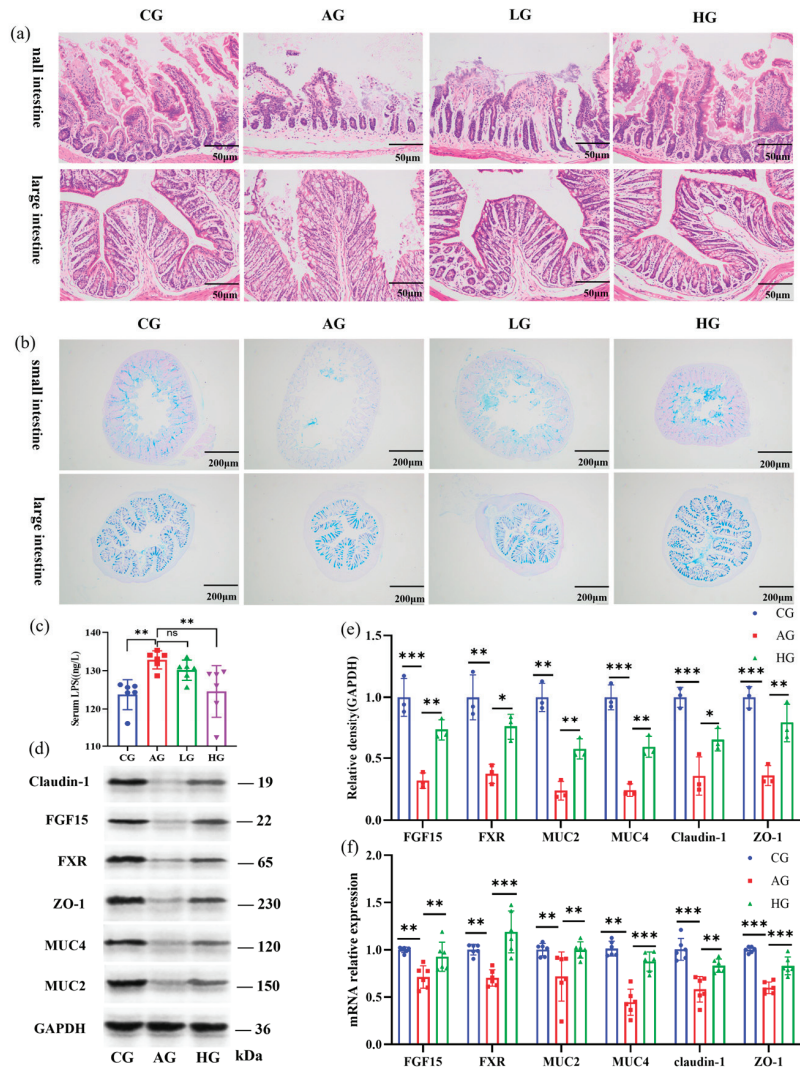 CG AG LG HG
(a)
nall intestine
50μm 50μm 50μm 50μm
large intestine
50μm 50μm 50μm 50μm
CG AG LG HG
(b)
small intestine
200μm 200μm 200μm 200μm
large intestine
200μm 200μm 200μm 200μm
(c)
** ns **
Serum LPS((ng/L)
140
130
120
110
CG AG LG HG
(d)
Claudin-1 — 19
FGF15 — 22
FXR — 65
ZO-1 — 230
MUC4 — 120
MUC2 — 150
GAPDH — 36
CG AG HG kDa
(e)
CG
AG
HG
Relative density(GAPDH)
1.5
1.0
0.5
0.0
*** ** ** ** *** *** **
** * ** ** *
FGF15 FXR MUC2 MUC4 Claudin-1 ZO-1
(f)
CG
AG
HG
mRNA relative expression
2.0
1.5
1.0
0.5
0.0
***
** ** ** ** ** ** *** *** ** *** ***
FGF15 FXR MUC2 MUC4 claudin-1 ZO-1